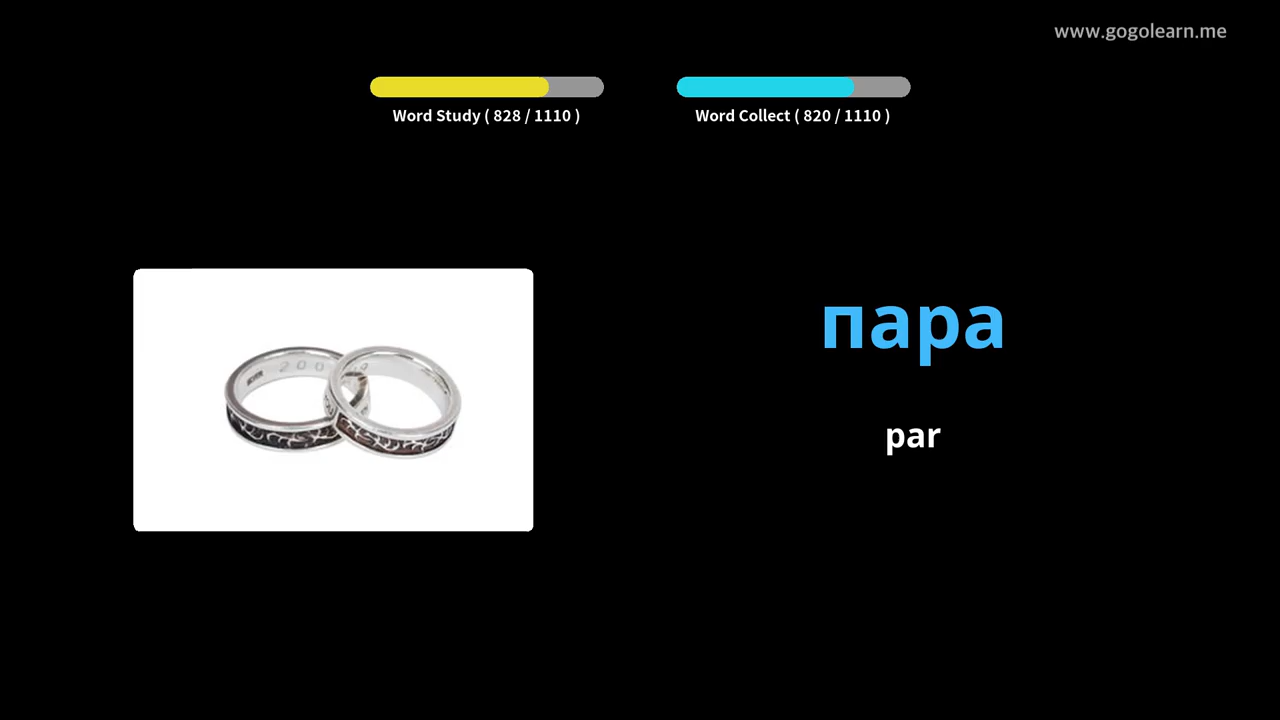 www.gogolearn.me
Word Study ( 828 / 1110 )
Word Collect ( 820 / 1110 )
пара
par